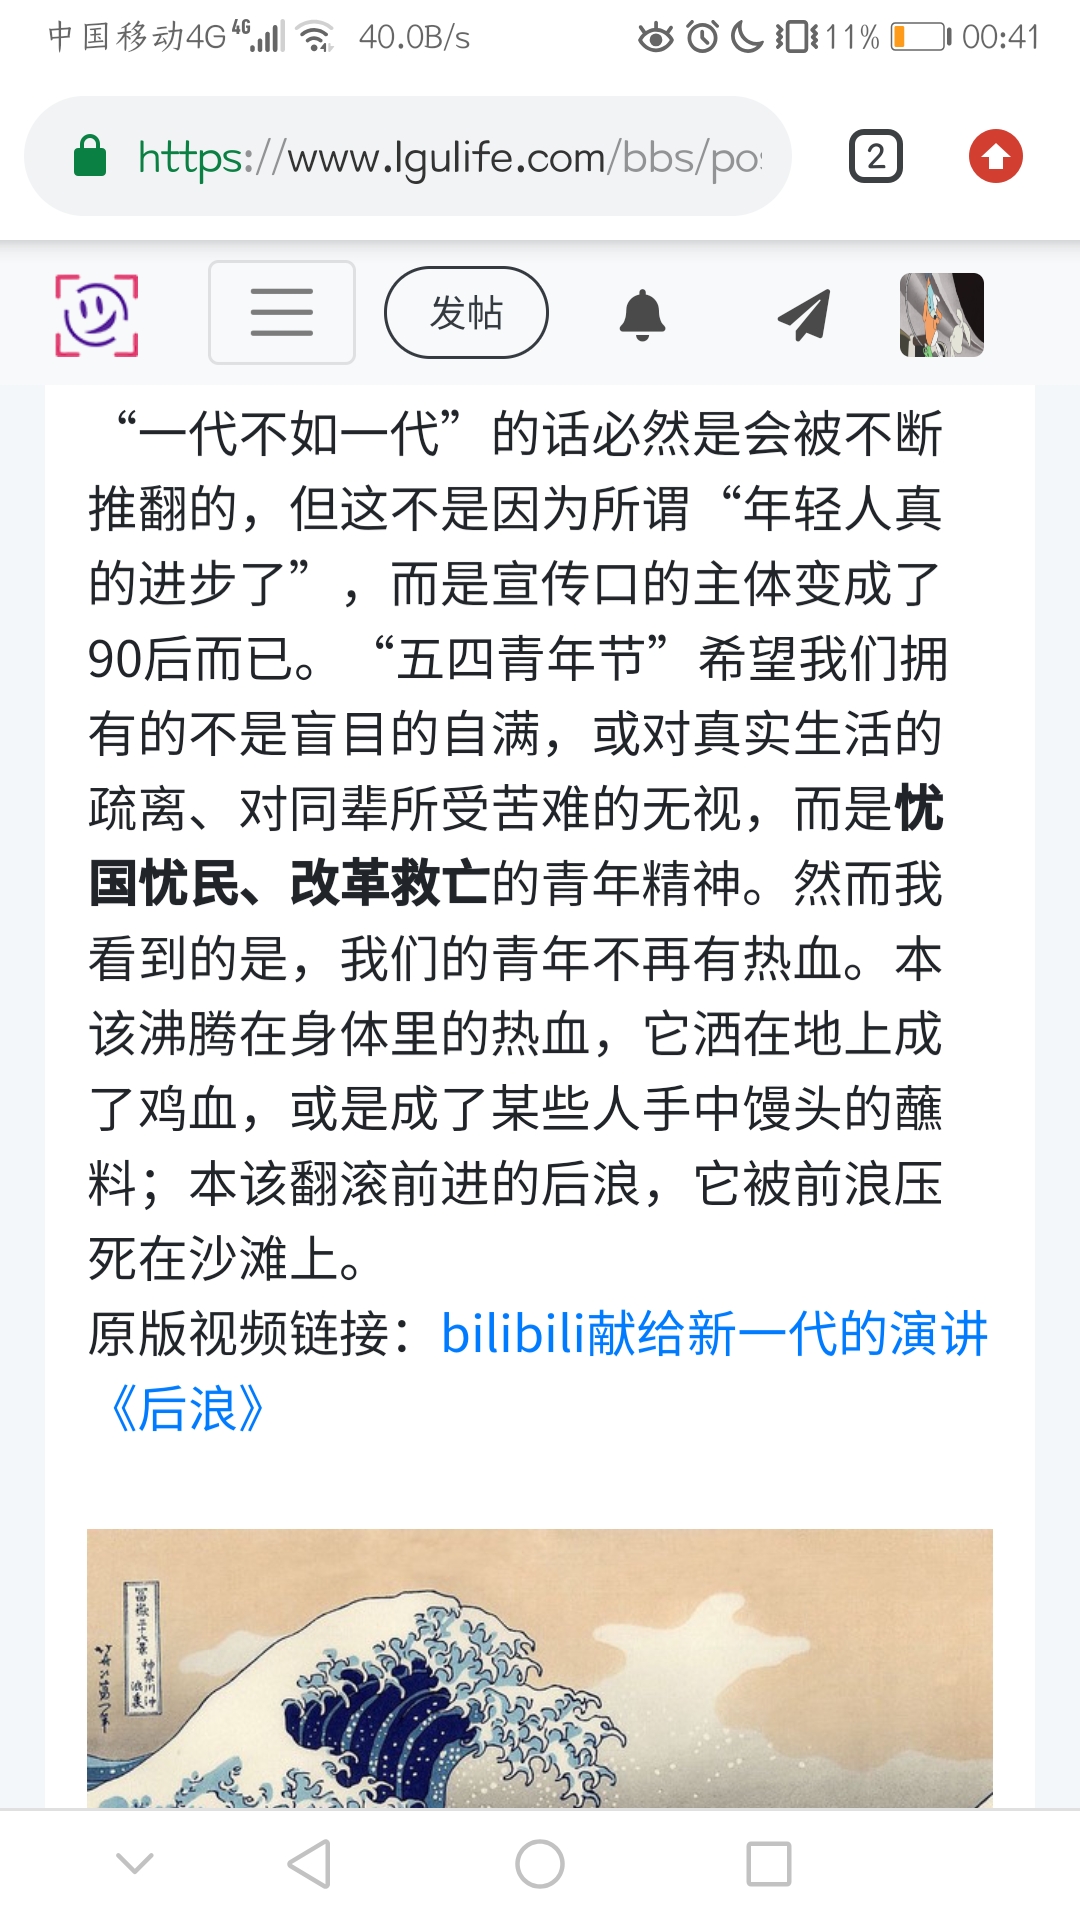 中国移动4G 4G 40.0B/s 11% 00:41
https://www.lgulife.com/bbs/pos
2
发帖
“一代不如一代”的话必然是会被不断
推翻的，但这不是因为所谓“年轻人真
的进步了”，而是宣传口的主体变成了
90后而已。“五四青年节”希望我们拥
有的不是盲目的自满，或对真实生活的
疏离、对同辈所受苦难的无视，而是忧
国忧民、改革救亡的青年精神。然而我
看到的是，我们的青年不再有热血。本
该沸腾在身体里的热血，它洒在地上成
了鸡血，或是成了某些人手中馒头的蘸
料；本该翻滚前进的后浪，它被前浪压
死在沙滩上。
原版视频链接：bilibili献给新一代的演讲
《后浪》
冨嶽三十六景
神奈川沖
浪裏